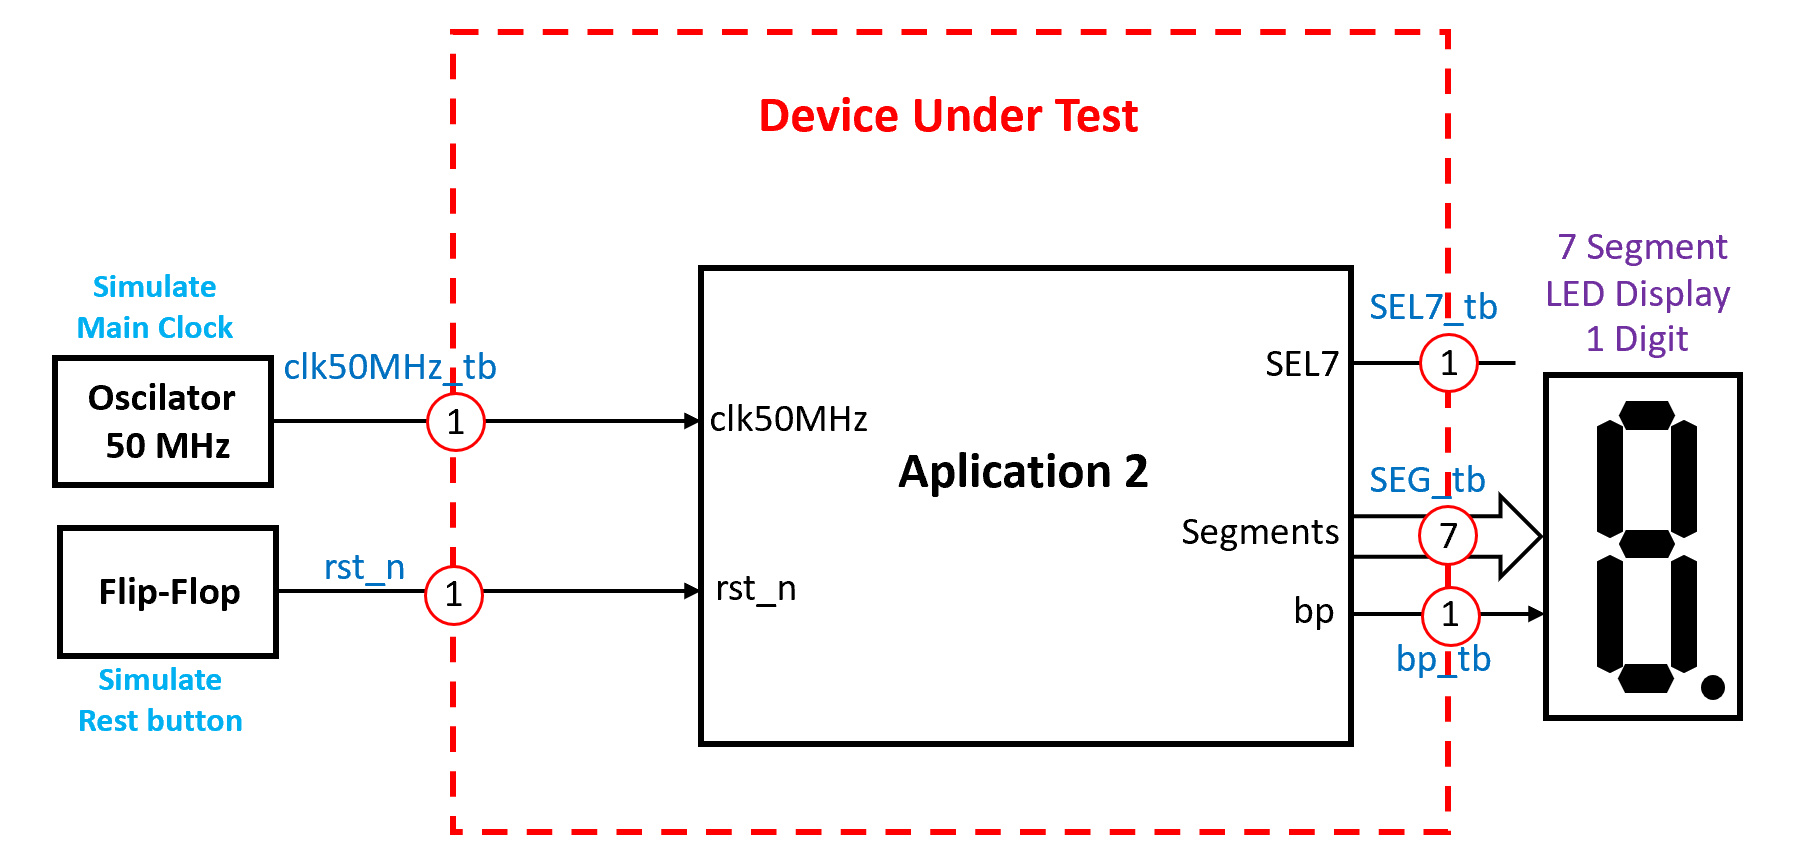 Device Under Test
Simulate
Main Clock
Oscilator
50 MHz
clk50MHz_tb
1
clk50MHz
Flip-Flop
rst_n
1
rst_n
Simulate
Rest button
Aplication 2
SEL7
SEL7_tb
1
Segments
SEG_tb
7
bp
1
bp_tb
7 Segment
LED Display
1 Digit